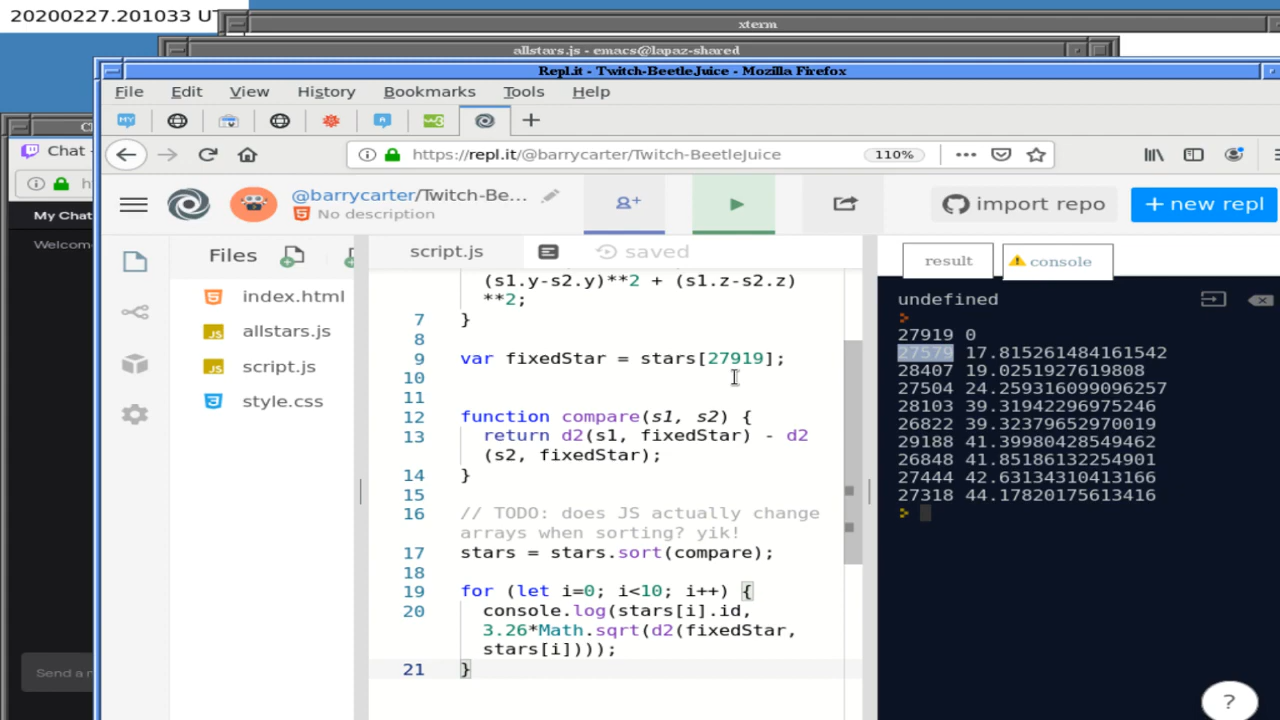 20200227.201033 U
xterm
allstars.js - emacs@lapaz-shared
Repl.it - Twitch-BeetleJuice - Mozilla Firefox
File Edit View History Bookmarks Tools Help
Chat
https://repl.it/@barrycarter/Twitch-BeetleJuice 110%
My Chat
Welcom
Send a
@barrycarter/Twitch-Be...
No description
import repo
+ new repl
Files
index.html
allstars.js
script.js
style.css
script.js
saved
(s1.y-s2.y)**2 + (s1.z-s2.z)
**2;
7 }
8
9 var fixedStar = stars[27919];
10
11
12 function compare(s1, s2) {
13 return d2(s1, fixedStar) - d2
(s2, fixedStar);
14 }
15
16 // TODO: does JS actually change
arrays when sorting? yik!
17 stars = stars.sort(compare);
18
19 for (let i=0; i<10; i++) {
20 console.log(stars[i].id,
3.26*Math.sqrt(d2(fixedStar,
stars[i])));
21 }
result
console
undefined
27919 0
27579 17.815261484161542
28407 19.0251927619808
27504 24.259316099096257
28103 39.31942296975246
26822 39.32379652970019
29188 41.39980428549462
26848 41.85186132254901
27444 42.63134310413166
27318 44.17820175613416
?